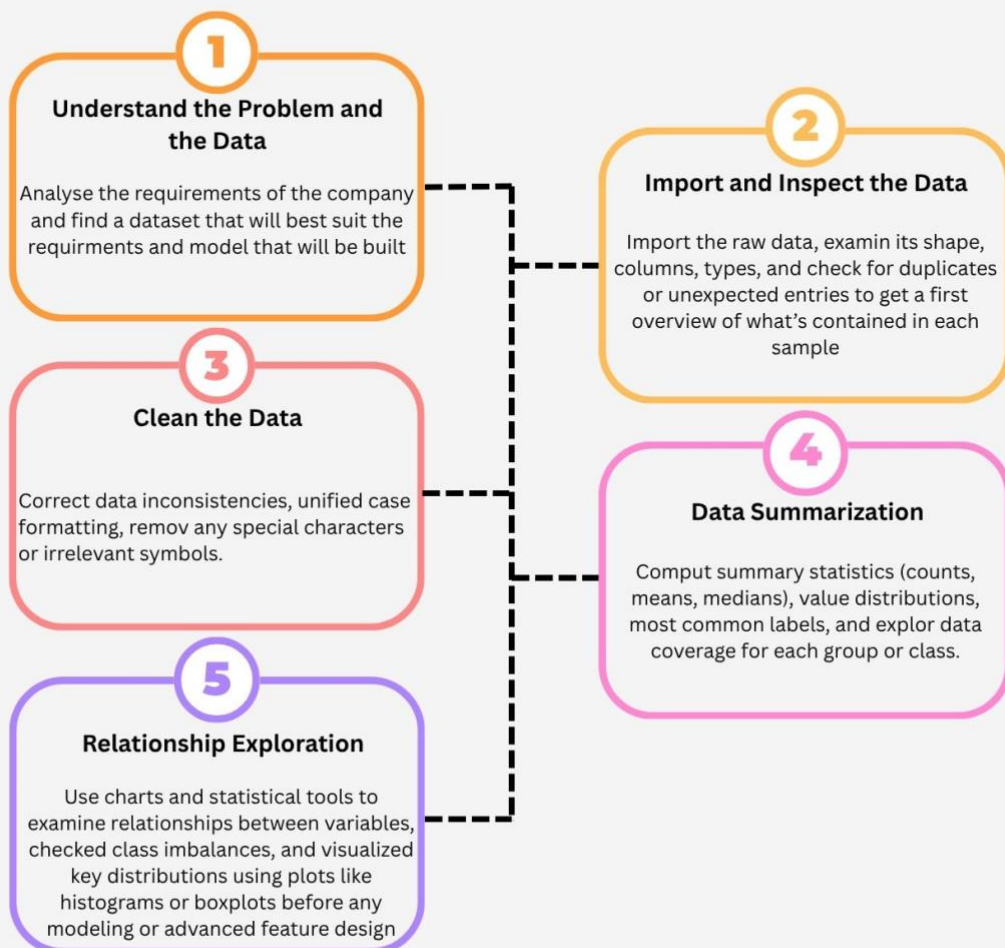 1
Understand the Problem and
the Data
Analyse the requirements of the company
and find a dataset that will best suit the
requirments and model that will be built
2
Import and Inspect the Data
Import the raw data, examin its shape,
columns, types, and check for duplicates
or unexpected entries to get a first
overview of what's contained in each
sample
3
Clean the Data
Correct data inconsistencies, unified case
formatting, remov any special characters
or irrelevant symbols.
4
Data Summarization
Comput summary statistics (counts,
means, medians), value distributions,
most common labels, and explor data
coverage for each group or class.
5
Relationship Exploration
Use charts and statistical tools to
examine relationships between variables,
checked class imbalances, and visualized
key distributions using plots like
histograms or boxplots before any
modeling or advanced feature design